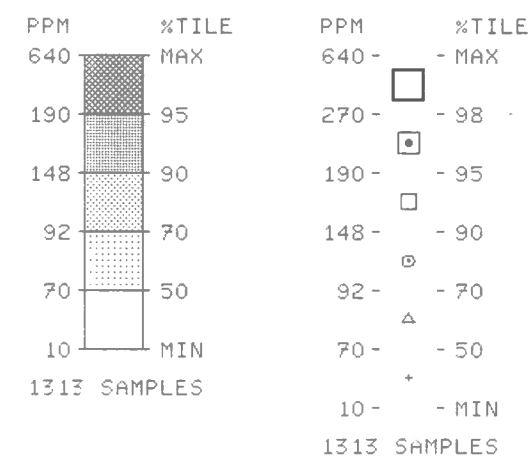 PPM %TILE
640 MAX
190 95
148 90
92 70
70 50
10 MIN
1313 SAMPLES
PPM %TILE
640 - - MAX
270 - - 98
190 - - 95
148 - - 90
92 - - 70
70 - - 50
10 - - MIN
1313 SAMPLES